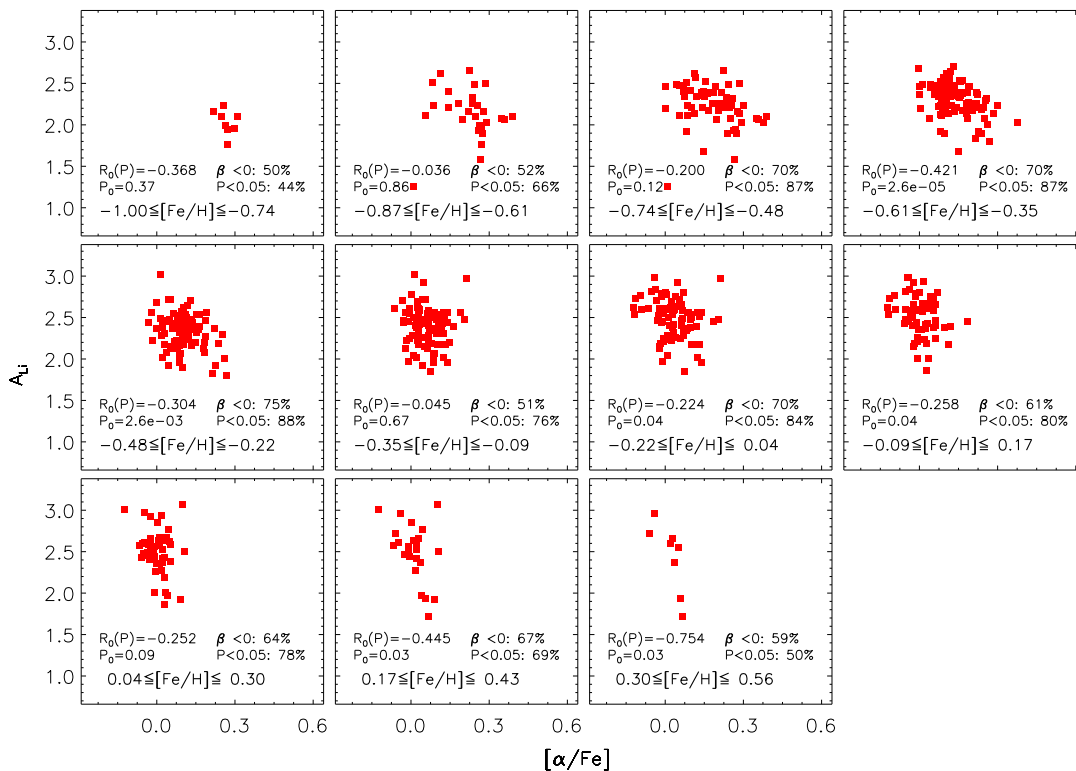 3.0
2.5
2.0
1.5
1.0
R₀(P)=−0.368 β <0: 50%
P₀=0.37 P<0.05: 44%
−1.00≤[Fe/H]≤−0.74
R₀(P)=−0.036 β <0: 52%
P₀=0.86 P<0.05: 66%
−0.87≤[Fe/H]≤−0.61
R₀(P)=−0.200 β <0: 70%
P₀=0.12 P<0.05: 87%
−0.74≤[Fe/H]≤−0.48
R₀(P)=−0.421 β <0: 70%
P₀=2.6e−05 P<0.05: 87%
−0.61≤[Fe/H]≤−0.35
A_Li
3.0
2.5
2.0
1.5
1.0
R₀(P)=−0.304 β <0: 75%
P₀=2.6e−03 P<0.05: 88%
−0.48≤[Fe/H]≤−0.22
R₀(P)=−0.045 β <0: 51%
P₀=0.67 P<0.05: 76%
−0.35≤[Fe/H]≤−0.09
R₀(P)=−0.224 β <0: 70%
P₀=0.04 P<0.05: 84%
−0.22≤[Fe/H]≤ 0.04
R₀(P)=−0.258 β <0: 61%
P₀=0.04 P<0.05: 80%
−0.09≤[Fe/H]≤ 0.17
3.0
2.5
2.0
1.5
1.0
R₀(P)=−0.252 β <0: 64%
P₀=0.09 P<0.05: 78%
0.04≤[Fe/H]≤ 0.30
R₀(P)=−0.445 β <0: 67%
P₀=0.03 P<0.05: 69%
0.17≤[Fe/H]≤ 0.43
R₀(P)=−0.754 β <0: 59%
P₀=0.03 P<0.05: 50%
0.30≤[Fe/H]≤ 0.56
0.0 0.3 0.6 0.0 0.3 0.6 0.0 0.3 0.6
[α/Fe]